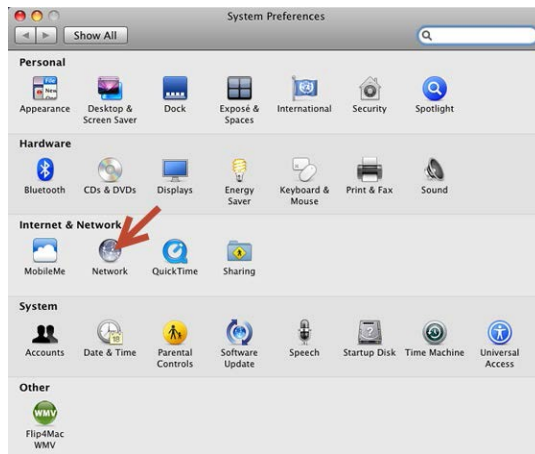 System Preferences
Show All
Personal
Appearance Desktop & Screen Saver Dock Exposé & Spaces International Security Spotlight
Hardware
Bluetooth CDs & DVDs Displays Energy Saver Keyboard & Mouse Print & Fax Sound
Internet & Network
MobileMe Network QuickTime Sharing
System
Accounts Date & Time Parental Controls Software Update Speech Startup Disk Time Machine Universal Access
Other
WMV
Flip4Mac WMV